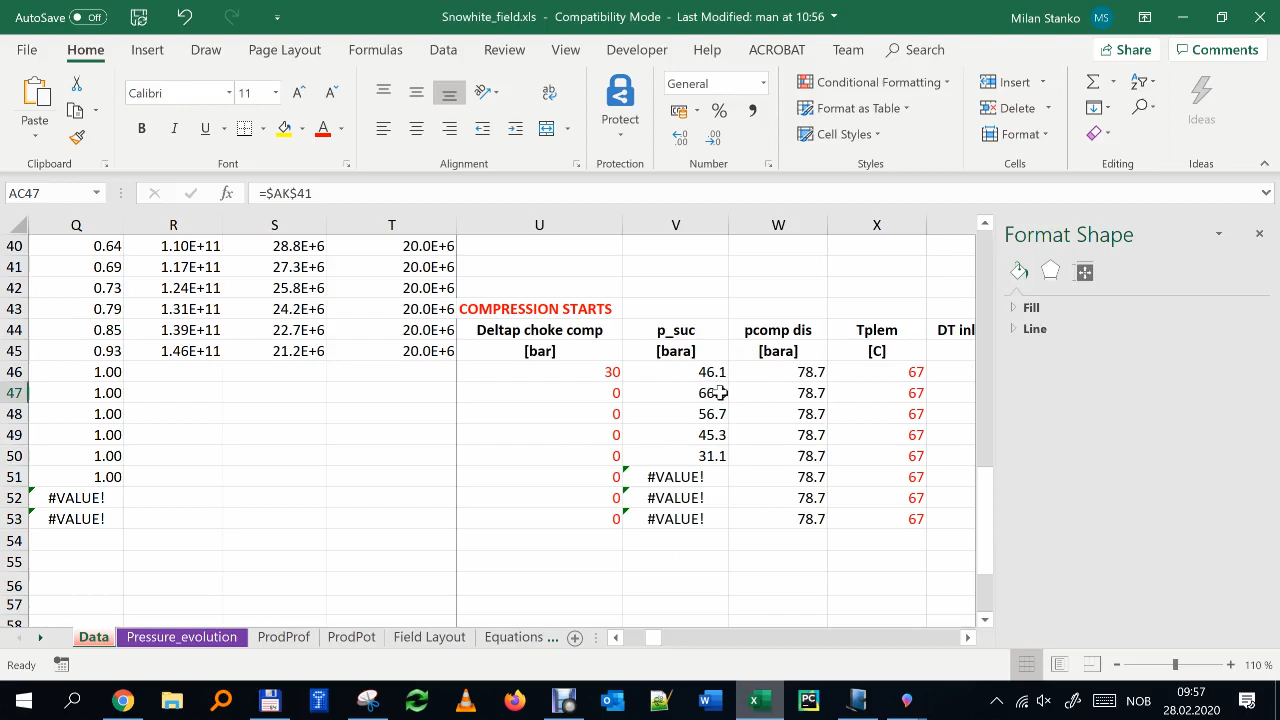 AutoSave Off Snowhite_field.xls - Compatibility Mode - Last Modified: man at 10:56 Milan Stanko MS
File Home Insert Draw Page Layout Formulas Data Review View Developer Help ACROBAT Team Search Share Comments
Paste Calibri 11 General Conditional Formatting Insert
B I U Format as Table Delete
Protect Cell Styles Format Ideas
Clipboard Font Alignment Protection Number Styles Cells Editing Ideas
AC47 fx =$AK$41
Q R S T U V W X
Format Shape
40 0.64 1.10E+11 28.8E+6 20.0E+6
41 0.69 1.17E+11 27.3E+6 20.0E+6
42 0.73 1.24E+11 25.8E+6 20.0E+6
43 0.79 1.31E+11 24.2E+6 20.0E+6 COMPRESSION STARTS
44 0.85 1.39E+11 22.7E+6 20.0E+6 Deltap choke comp p_suc pcomp dis Tplem DT inl
45 0.93 1.46E+11 21.2E+6 20.0E+6 [bar] [bara] [bara] [C]
46 1.00 30 46.1 78.7 67
47 1.00 0 78.7 67
48 1.00 0 56.7 78.7 67
49 1.00 0 45.3 78.7 67
50 1.00 0 31.1 78.7 67
51 1.00 0 #VALUE! 78.7 67
52 #VALUE! 0 #VALUE! 78.7 67
53 #VALUE! 0 #VALUE! 78.7 67
54
55
56
57
58
Fill
Line
Data Pressure_evolution ProdProf ProdPot Field Layout Equations ...
Ready 110 %
NOB 09:57
28.02.2020